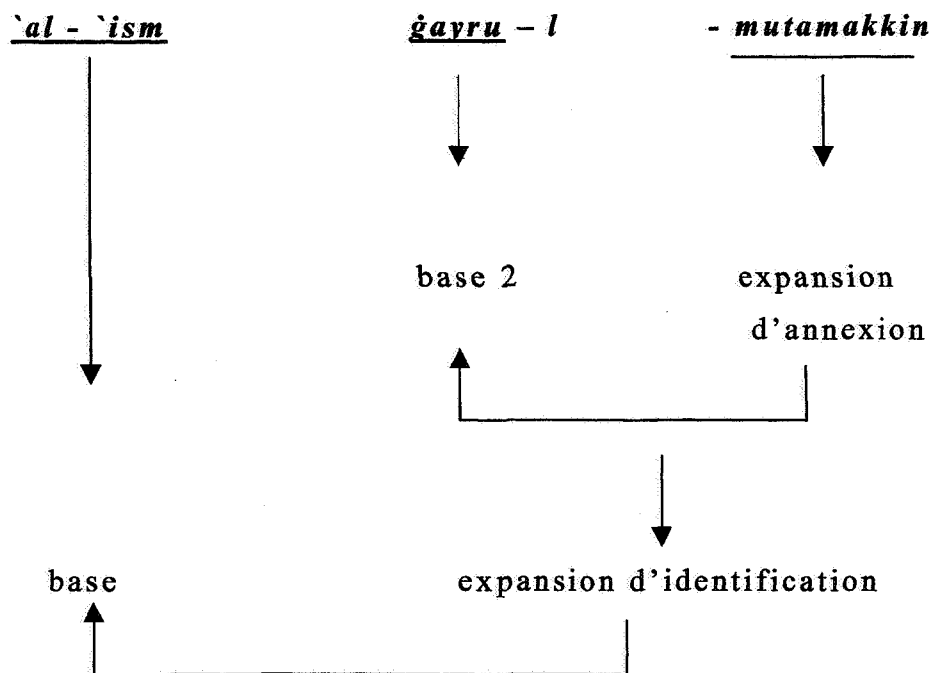 `al - `ism ġayru – l - mutamakkin
base 2 expansion
d’annexion
base expansion d’identification